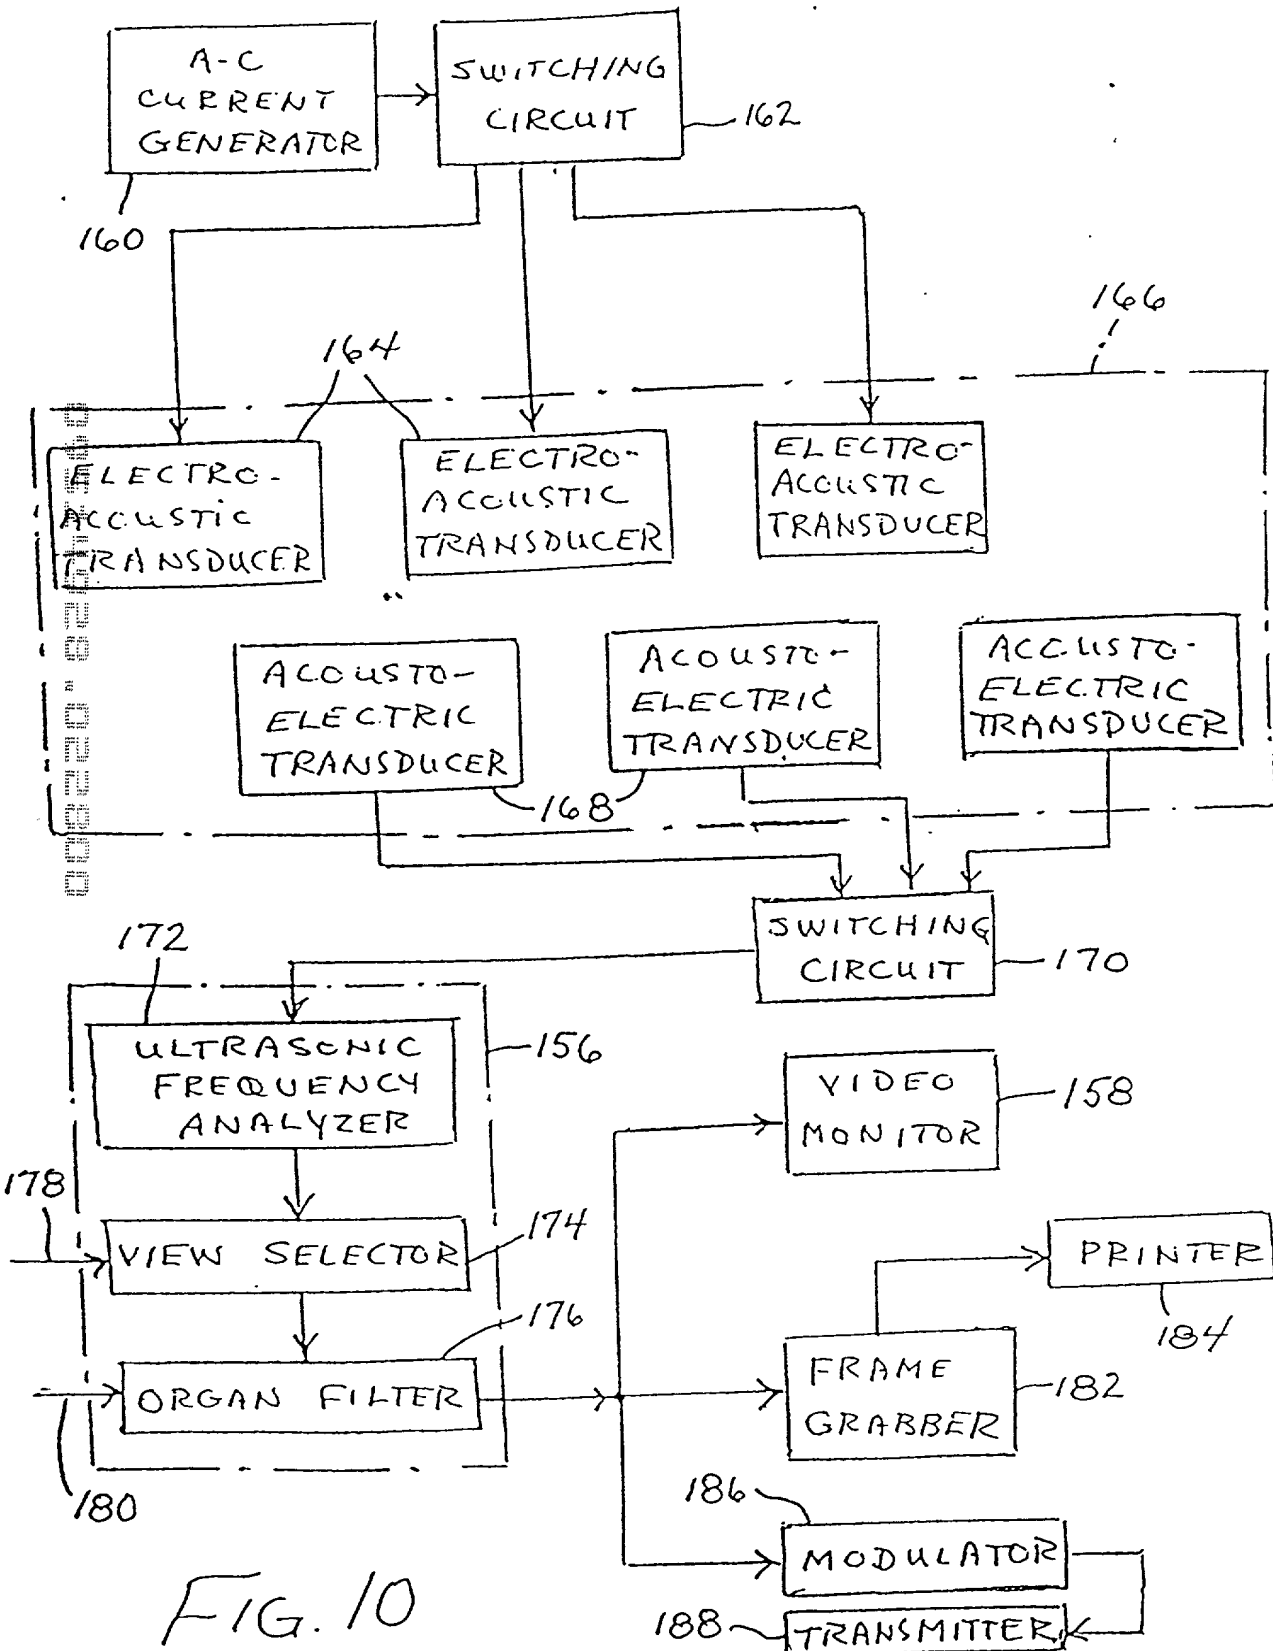 A-C
CURRENT
GENERATOR
SWITCHING
CIRCUIT
162
160
166
164
ELECTRO-
ACOUSTIC
TRANSDUCER
ELECTRO-
ACOUSTIC
TRANSDUCER
ELECTRO-
ACOUSTIC
TRANSDUCER
ACOUSTO-
ELECTRIC
TRANSDUCER
ACOUSTO-
ELECTRIC
TRANSDUCER
ACOUSTO-
ELECTRIC
TRANSDUCER
168
SWITCHING
CIRCUIT
170
172
ULTRASONIC
FREQUENCY
ANALYZER
156
VIDEO
MONITOR
158
178
VIEW SELECTOR
174
PRINTER
184
176
ORGAN FILTER
180
FRAME
GRABBER
182
186
MODULATOR
188
TRANSMITTER
FIG. 10